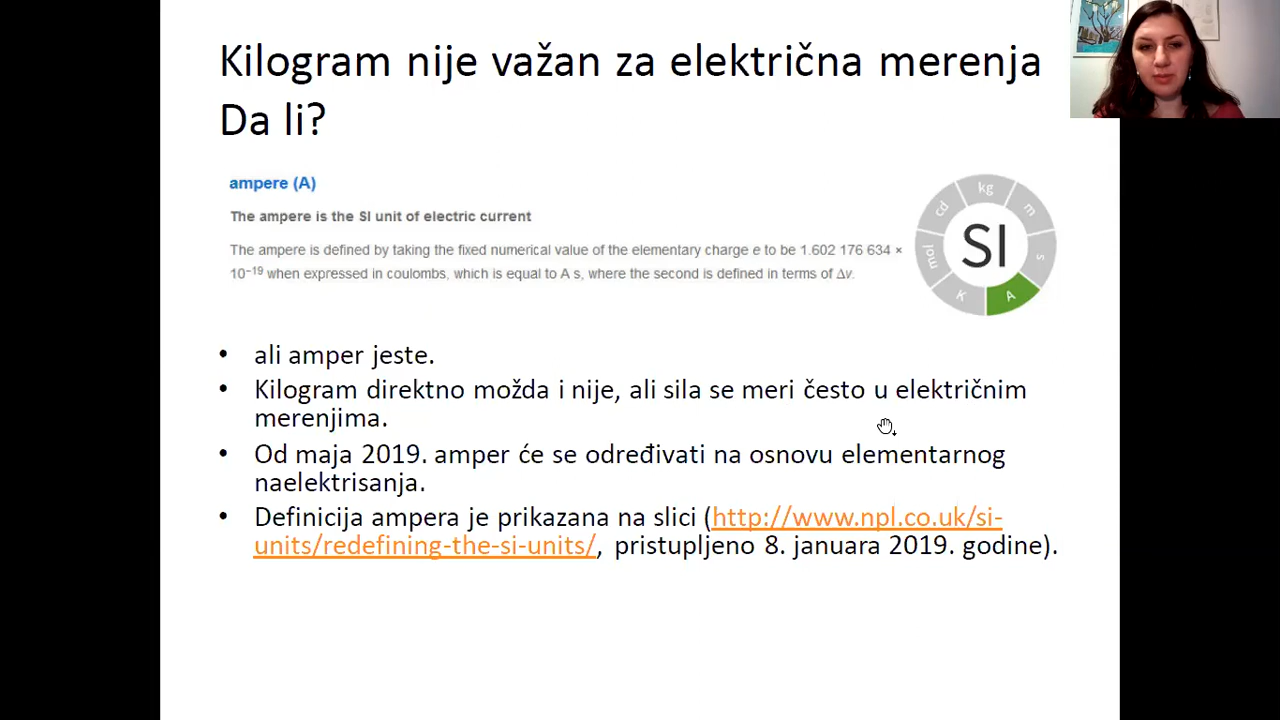 Kilogram nije važan za električna merenja
Da li?
ampere (A)
The ampere is the SI unit of electric current
The ampere is defined by taking the fixed numerical value of the elementary charge e to be 1.602 176 634 ×
10⁻¹⁹ when expressed in coulombs, which is equal to A s, where the second is defined in terms of Δν.
kg
m
s
A
K
mol
cd
SI
• ali amper jeste.
• Kilogram direktno možda i nije, ali sila se meri često u električnim
merenjima.
• Od maja 2019. amper će se određivati na osnovu elementarnog
naelektrisanja.
• Definicija ampera je prikazana na slici (http://www.npl.co.uk/si-
units/redefining-the-si-units/, pristupljeno 8. januara 2019. godine).